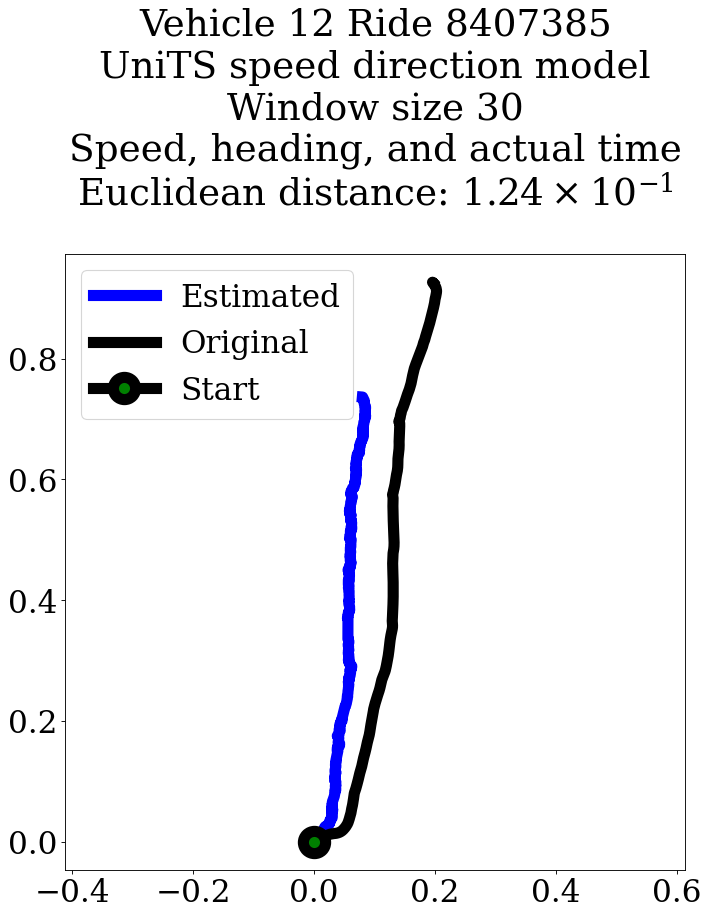 Vehicle 12 Ride 8407385
UniTS speed direction model
Window size 30
Speed, heading, and actual time
Euclidean distance: 1.24 × 10⁻¹
Estimated
Original
Start
0.8
0.6
0.4
0.2
0.0
−0.4 −0.2 0.0 0.2 0.4 0.6